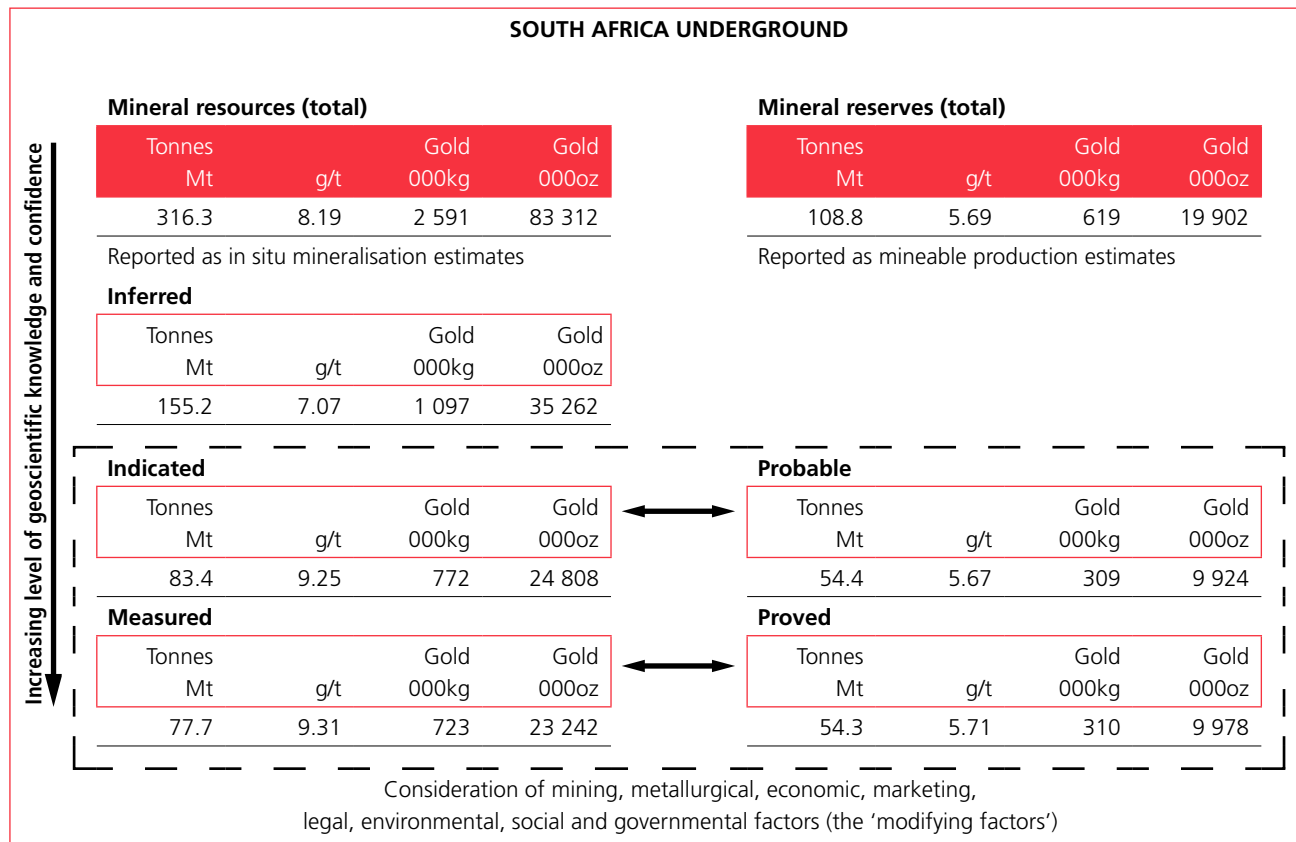 SOUTH AFRICA UNDERGROUND
Increasing level of geoscientific knowledge and confidence
Mineral resources (total)
Tonnes Gold Gold
Mt g/t 000kg 000oz
316.3 8.19 2 591 83 312
Reported as in situ mineralisation estimates
Mineral reserves (total)
Tonnes Gold Gold
Mt g/t 000kg 000oz
108.8 5.69 619 19 902
Reported as mineable production estimates
Inferred
Tonnes Gold Gold
Mt g/t 000kg 000oz
155.2 7.07 1 097 35 262
Indicated
Tonnes Gold Gold
Mt g/t 000kg 000oz
83.4 9.25 772 24 808
Probable
Tonnes Gold Gold
Mt g/t 000kg 000oz
54.4 5.67 309 9 924
Measured
Tonnes Gold Gold
Mt g/t 000kg 000oz
77.7 9.31 723 23 242
Proved
Tonnes Gold Gold
Mt g/t 000kg 000oz
54.3 5.71 310 9 978
Consideration of mining, metallurgical, economic, marketing,
legal, environmental, social and governmental factors (the ‘modifying factors’)